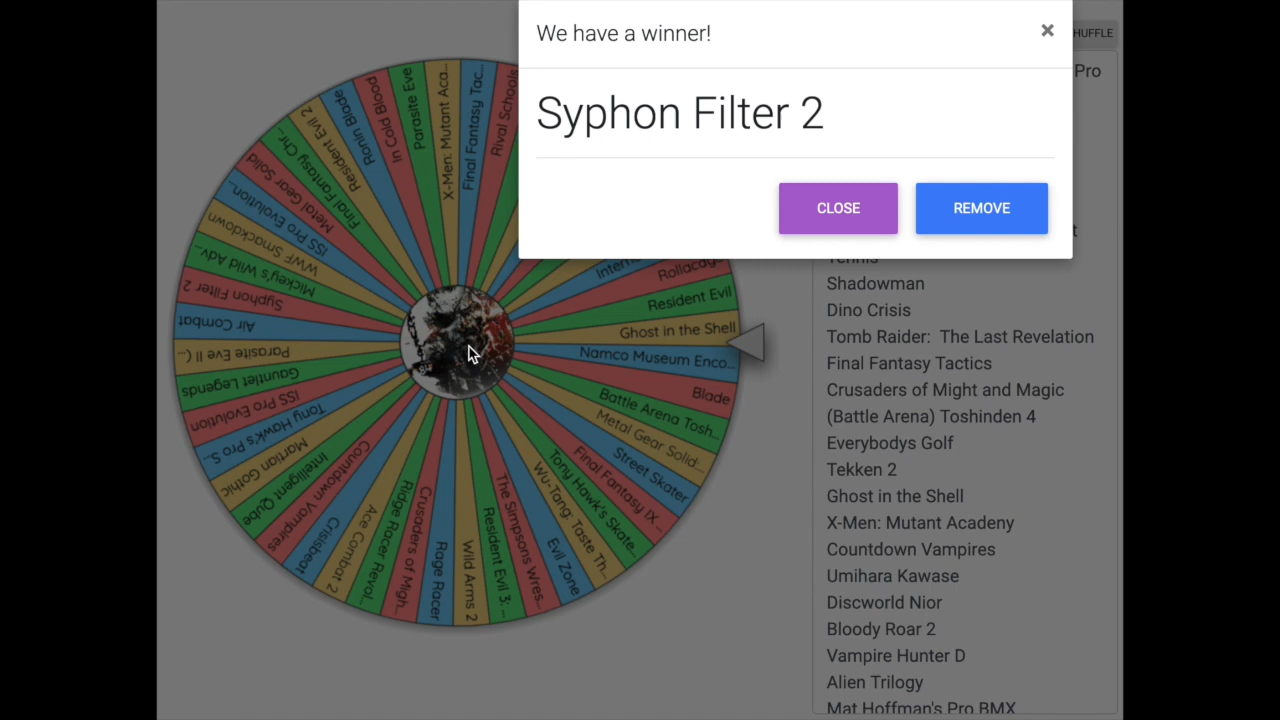 We have a winner!
×
HUFFLE
Syphon Filter 2
Pro
CLOSE
REMOVE
Shadowman
Dino Crisis
Tomb Raider:  The Last Revelation
Final Fantasy Tactics
Crusaders of Might and Magic
(Battle Arena) Toshinden 4
Everybodys Golf
Tekken 2
Ghost in the Shell
X-Men: Mutant Acadeny
Countdown Vampires
Umihara Kawase
Discworld Nior
Bloody Roar 2
Vampire Hunter D
Alien Trilogy
Mat Hoffman's Pro BMX
Rival Schools
Final Fantasy Tac...
X-Men: Mutant Aca...
Parasite Eve
In Cold Blood
Ronin Blade
Resident Evil 2
Final Fantasy Chr...
Metal Gear Solid
ISS Pro Evolution...
WWF Smackdown
Mickey's Wild Adv...
Syphon Filter 2
Air Combat
Parasite Eve II (...
Gauntlet Legends
ISS Pro Evolution
Tony Hawk's Pro S...
Martian Gothic
Intelligent Qube
Countdown Vampires
Crisisbeat
Ace Combat 2
Ridge Racer Revol...
Crusaders of Migh...
Rage Racer
Wild Arms 2
Resident Evil 3: ...
The Simpsons Wres...
Evil Zone
Wu-Tang: Taste Th...
Tony Hawk's Skate...
Final Fantasy IX...
Street Skater
Metal Gear Solid:...
Battle Arena Tosh...
Blade
Namco Museum Enco...
Ghost in the Shell
Resident Evil
Rollacage